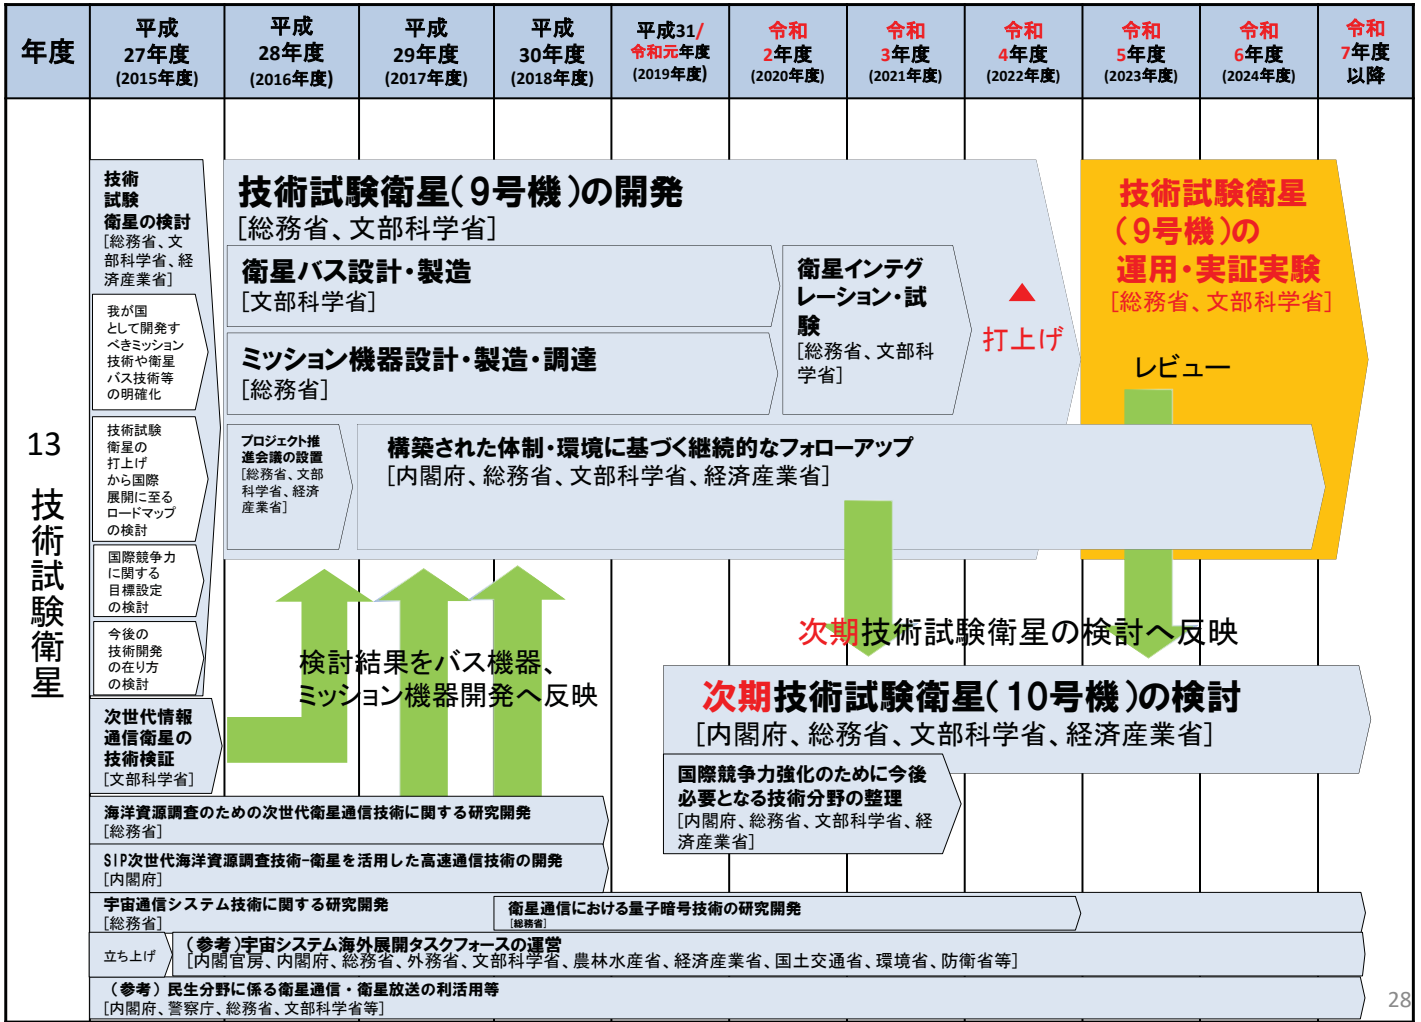 年度
平成
27年度
(2015年度)
平成
28年度
(2016年度)
平成
29年度
(2017年度)
平成
30年度
(2018年度)
平成31/
令和元年度
(2019年度)
令和
2年度
(2020年度)
令和
3年度
(2021年度)
令和
4年度
(2022年度)
令和
5年度
(2023年度)
令和
6年度
(2024年度)
令和
7年度
以降
13
技術試験衛星
技術
試験
衛星の検討
[総務省、文
部科学省、経
済産業省]
我が国
として開発す
べきミッション
技術や衛星
バス技術等
の明確化
技術試験
衛星の
打上げ
から国際
展開に至る
ロードマップ
の検討
国際競争力
に関する
目標設定
の検討
今後の
技術開発
の在り方
の検討
次世代情報
通信衛星の
技術検証
[文部科学省]
技術試験衛星(9号機)の開発
[総務省、文部科学省]
衛星バス設計・製造
[文部科学省]
ミッション機器設計・製造・調達
[総務省]
衛星インテグ
レーション・試
験
[総務省、文部科
学省]
▲
打上げ
技術試験衛星
(9号機)の
運用・実証実験
[総務省、文部科学省]
レビュー
プロジェクト推
進会議の設置
[総務省、文部
科学省、経済
産業省]
構築された体制・環境に基づく継続的なフォローアップ
[内閣府、総務省、文部科学省、経済産業省]
検討結果をバス機器、
ミッション機器開発へ反映
次期技術試験衛星の検討へ反映
次期技術試験衛星(10号機)の検討
[内閣府、総務省、文部科学省、経済産業省]
国際競争力強化のために今後
必要となる技術分野の整理
[内閣府、総務省、文部科学省、経
済産業省]
海洋資源調査のための次世代衛星通信技術に関する研究開発
[総務省]
SIP次世代海洋資源調査技術-衛星を活用した高速通信技術の開発
[内閣府]
宇宙通信システム技術に関する研究開発
[総務省]
衛星通信における量子暗号技術の研究開発
[総務省]
立ち上げ
(参考)宇宙システム海外展開タスクフォースの運営
[内閣官房、内閣府、総務省、外務省、文部科学省、農林水産省、経済産業省、国土交通省、環境省、防衛省等]
(参考) 民生分野に係る衛星通信・衛星放送の利活用等
[内閣府、警察庁、総務省、文部科学省等]
28